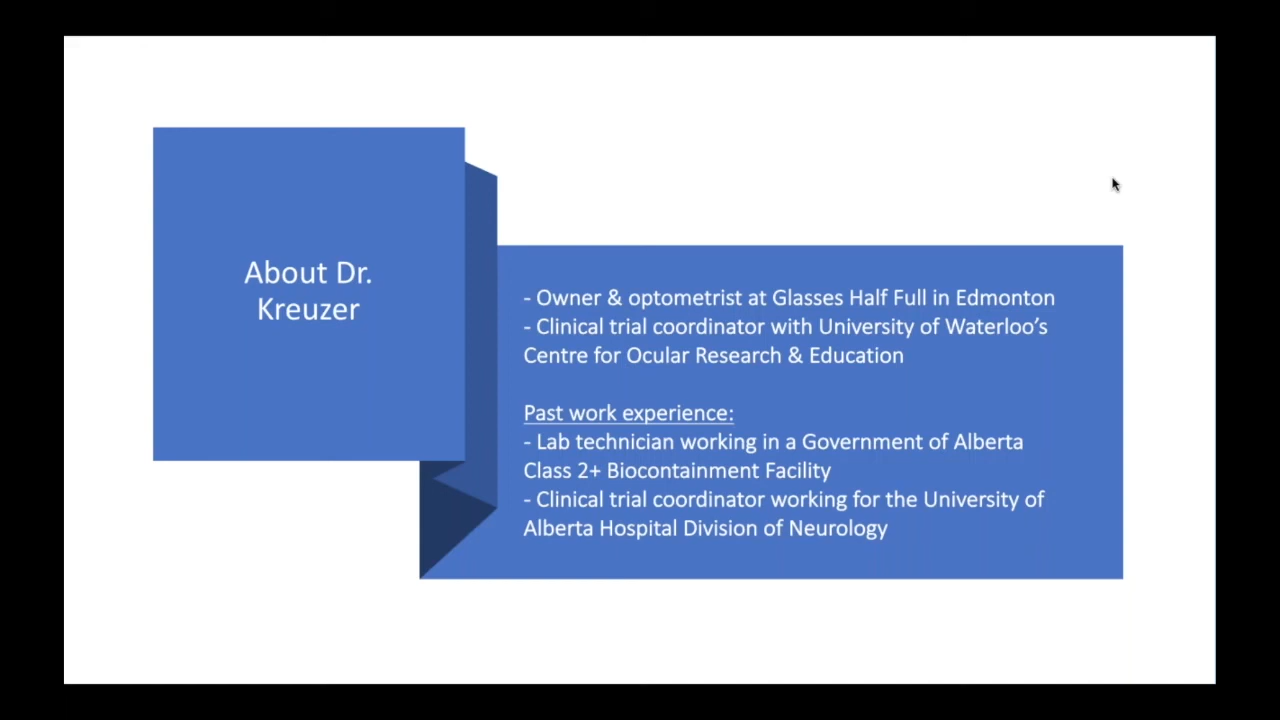 About Dr.
Kreuzer
- Owner & optometrist at Glasses Half Full in Edmonton
- Clinical trial coordinator with University of Waterloo’s
Centre for Ocular Research & Education
Past work experience:
- Lab technician working in a Government of Alberta
Class 2+ Biocontainment Facility
- Clinical trial coordinator working for the University of
Alberta Hospital Division of Neurology